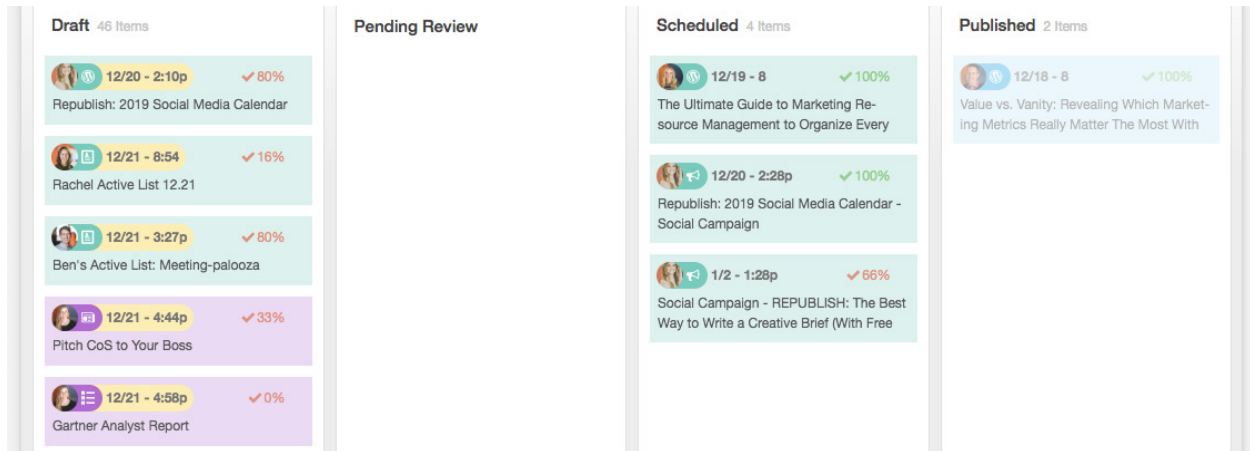 Draft 46 Items
12/20 - 2:10p 80%
Republish: 2019 Social Media Calendar
12/21 - 8:54 16%
Rachel Active List 12.21
12/21 - 3:27p 80%
Ben's Active List: Meeting-palooza
12/21 - 4:44p 33%
Pitch CoS to Your Boss
12/21 - 4:58p 0%
Gartner Analyst Report
Pending Review
Scheduled 4 Items
12/19 - 8 100%
The Ultimate Guide to Marketing Re-
source Management to Organize Every
12/20 - 2:28p 100%
Republish: 2019 Social Media Calendar -
Social Campaign
1/2 - 1:28p 66%
Social Campaign - REPUBLISH: The Best
Way to Write a Creative Brief (With Free
Published 2 Items
12/18 - 8 100%
Value vs. Vanity: Revealing Which Market-
ing Metrics Really Matter The Most With